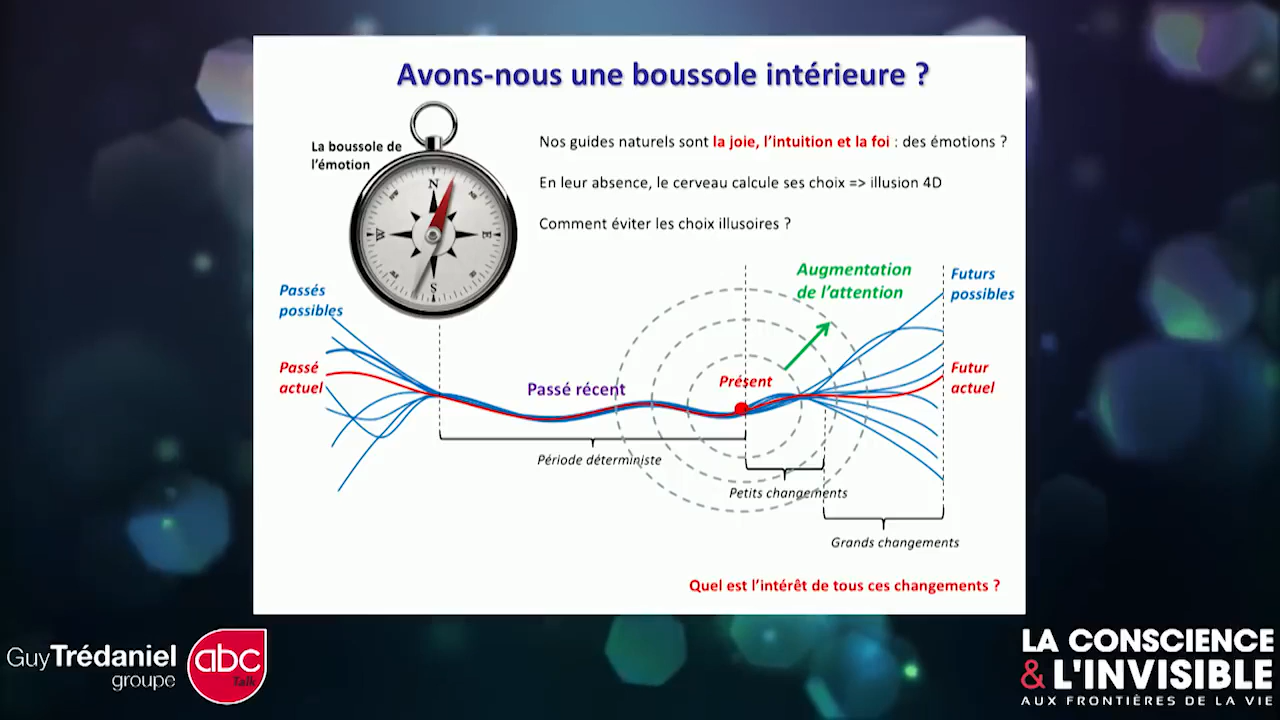 Avons-nous une boussole intérieure ?
La boussole de
l'émotion
Nos guides naturels sont la joie, l'intuition et la foi : des émotions ?
En leur absence, le cerveau calcule ses choix => illusion 4D
Comment éviter les choix illusoires ?
N
W
E
S
Augmentation
de l'attention
Futurs
possibles
Passés
possibles
Passé
actuel
Passé récent
Présent
Futur
actuel
Période déterministe
Petits changements
Grands changements
Quel est l'intérêt de tous ces changements ?
Guy Trédaniel
groupe
abc
Talk
LA CONSCIENCE
& L'INVISIBLE
AUX FRONTIÈRES DE LA VIE